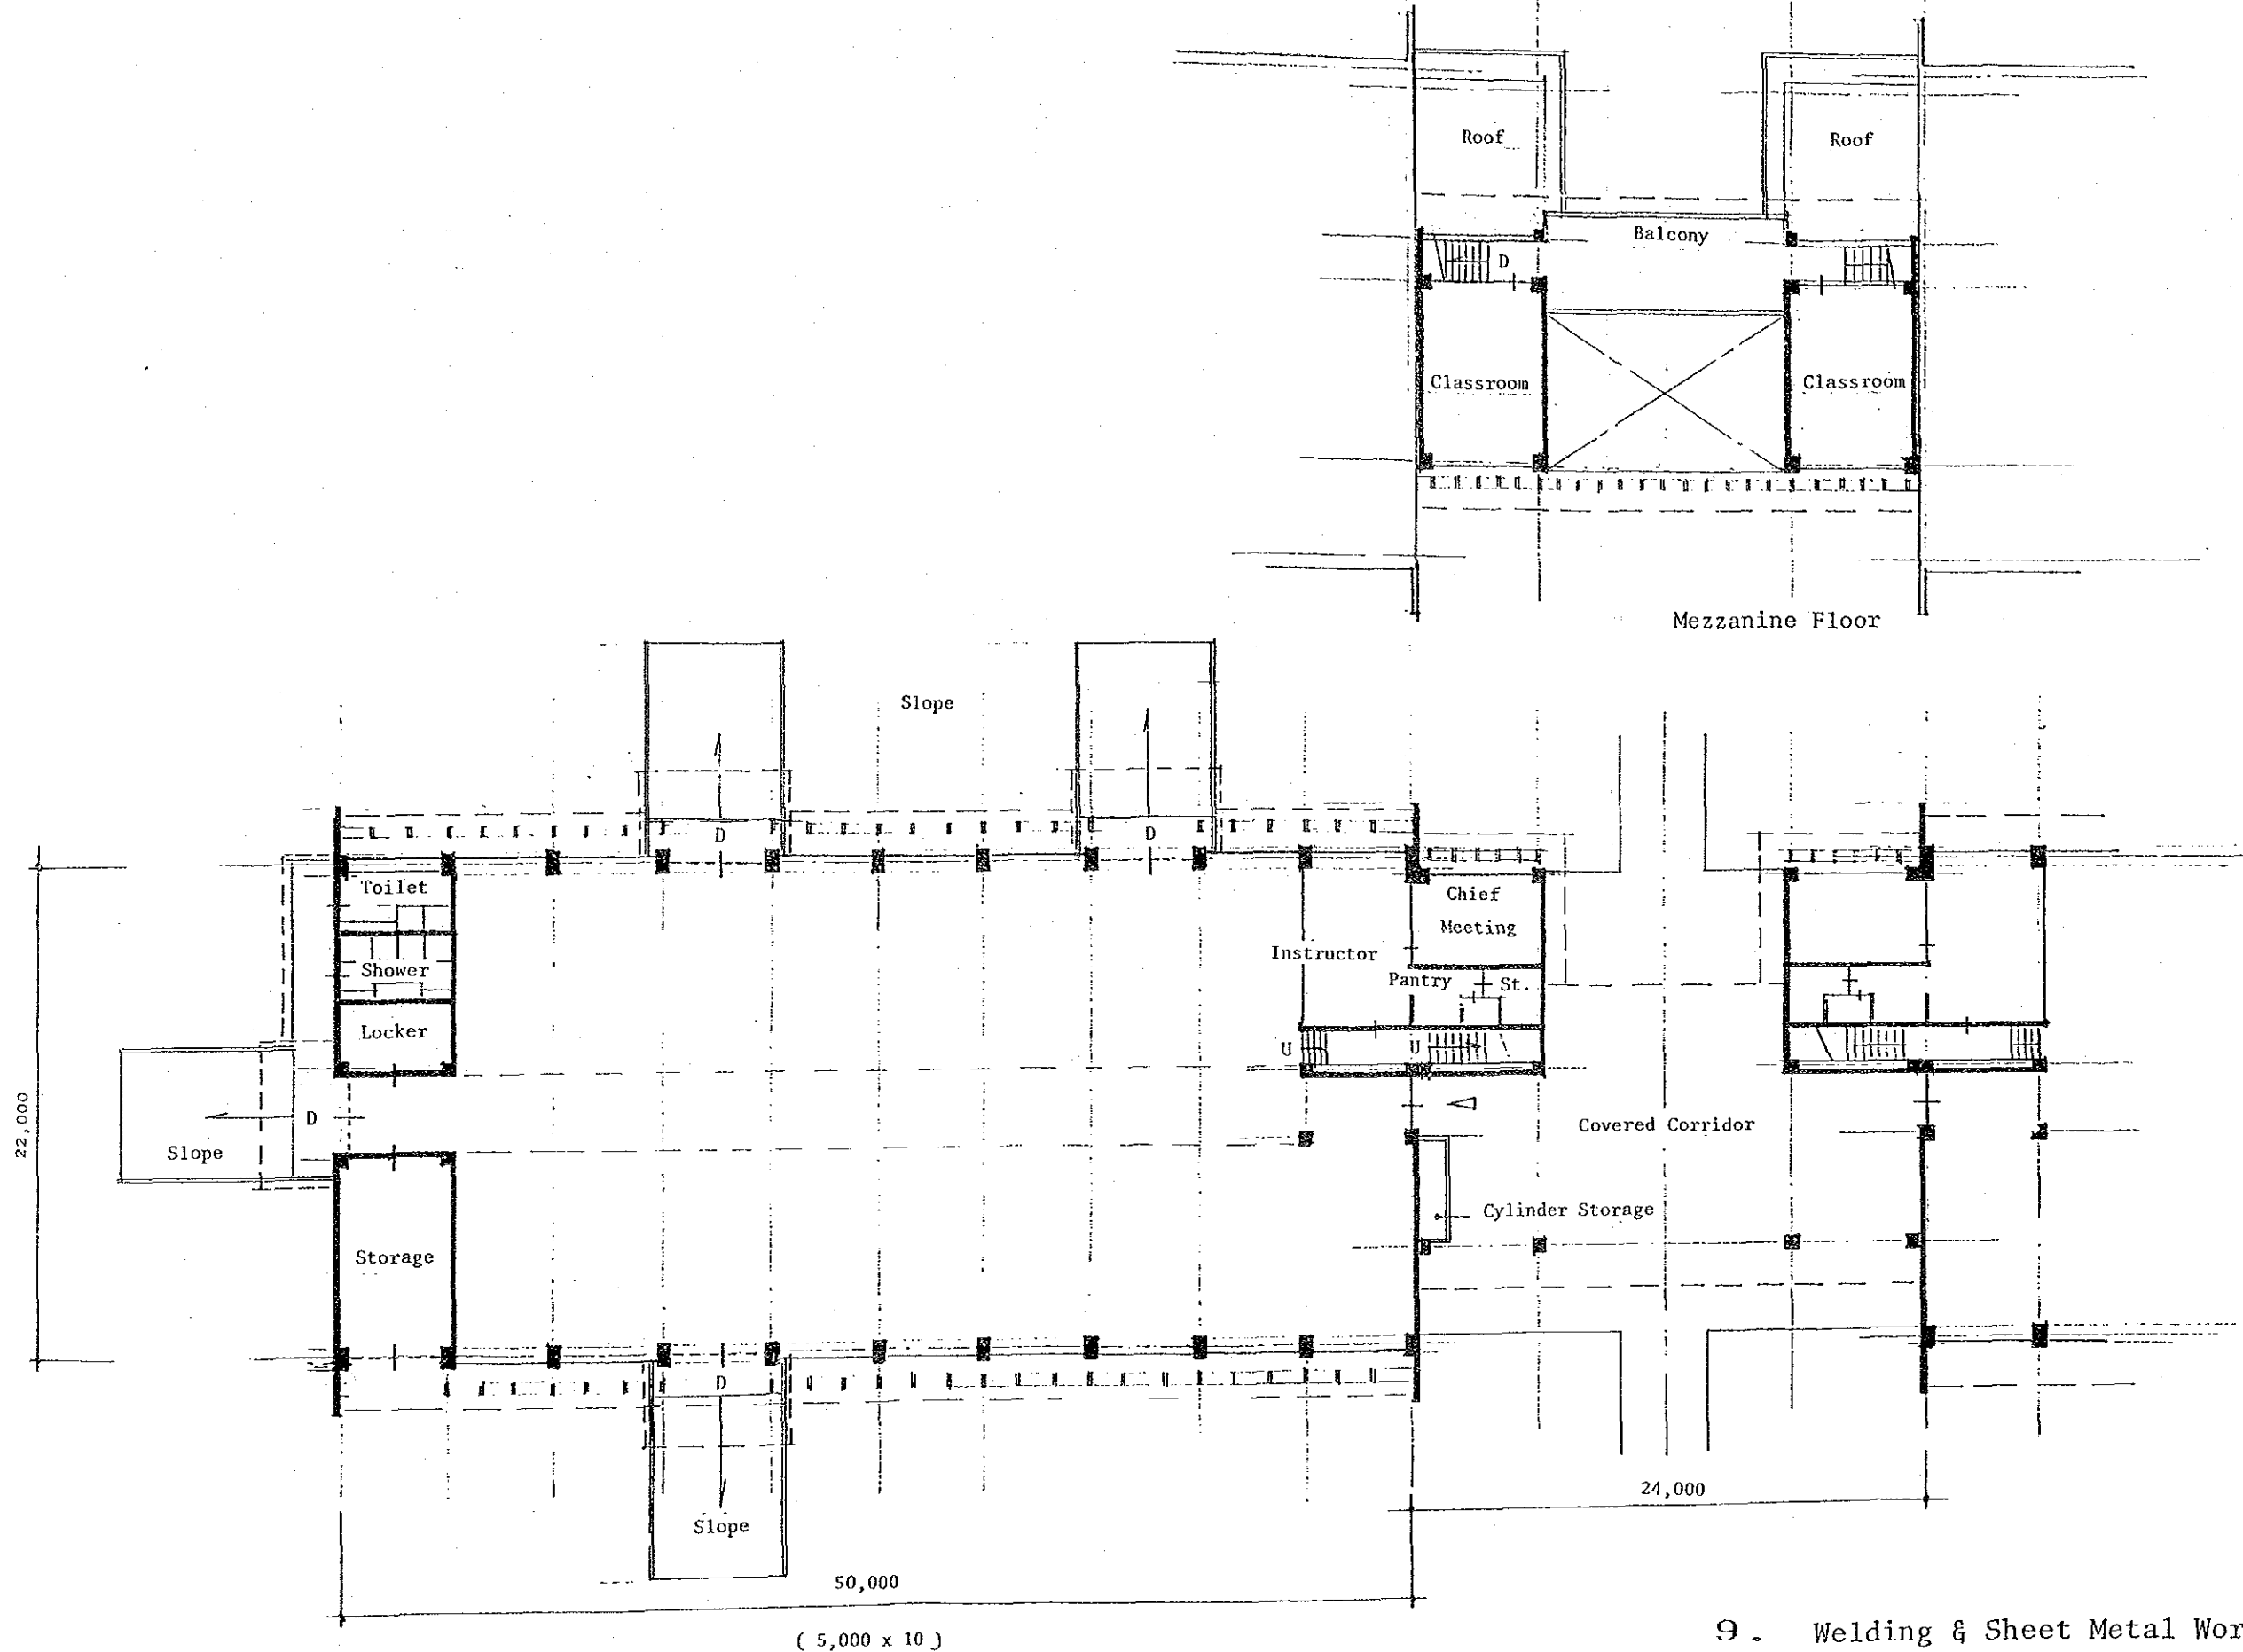 Roof
Roof
Balcony
D
Classroom
Classroom
Mezzanine Floor
Slope
D
D
Toilet
Chief
Meeting
Instructor
Shower
Pantry
St.
Locker
U
U
D
Slope
Covered Corridor
22,000
Cylinder Storage
Storage
D
24,000
Slope
50,000
( 5,000 x 10 )
9. Welding & Sheet Metal Wor